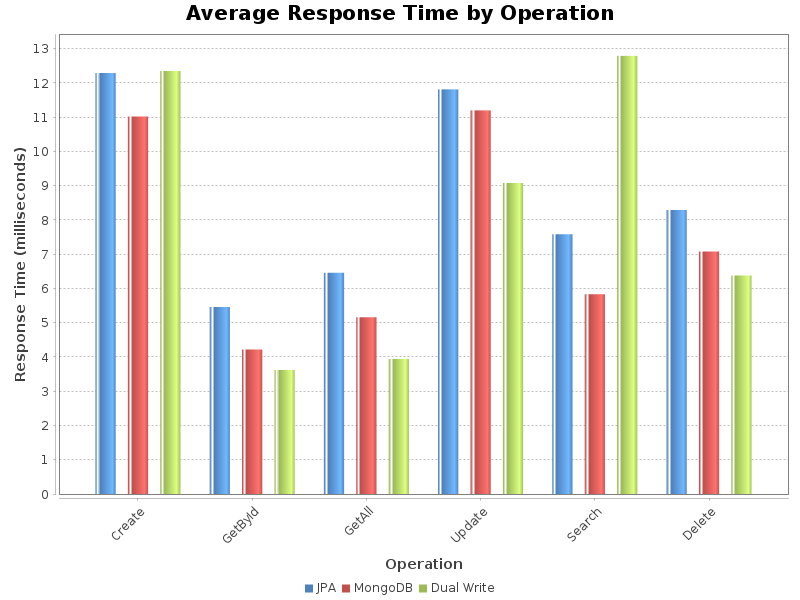 Average Response Time by Operation
Response Time (milliseconds)
13
12
11
10
9
8
7
6
5
4
3
2
1
0
Create
GetById
GetAll
Update
Search
Delete
Operation
JPA MongoDB Dual Write